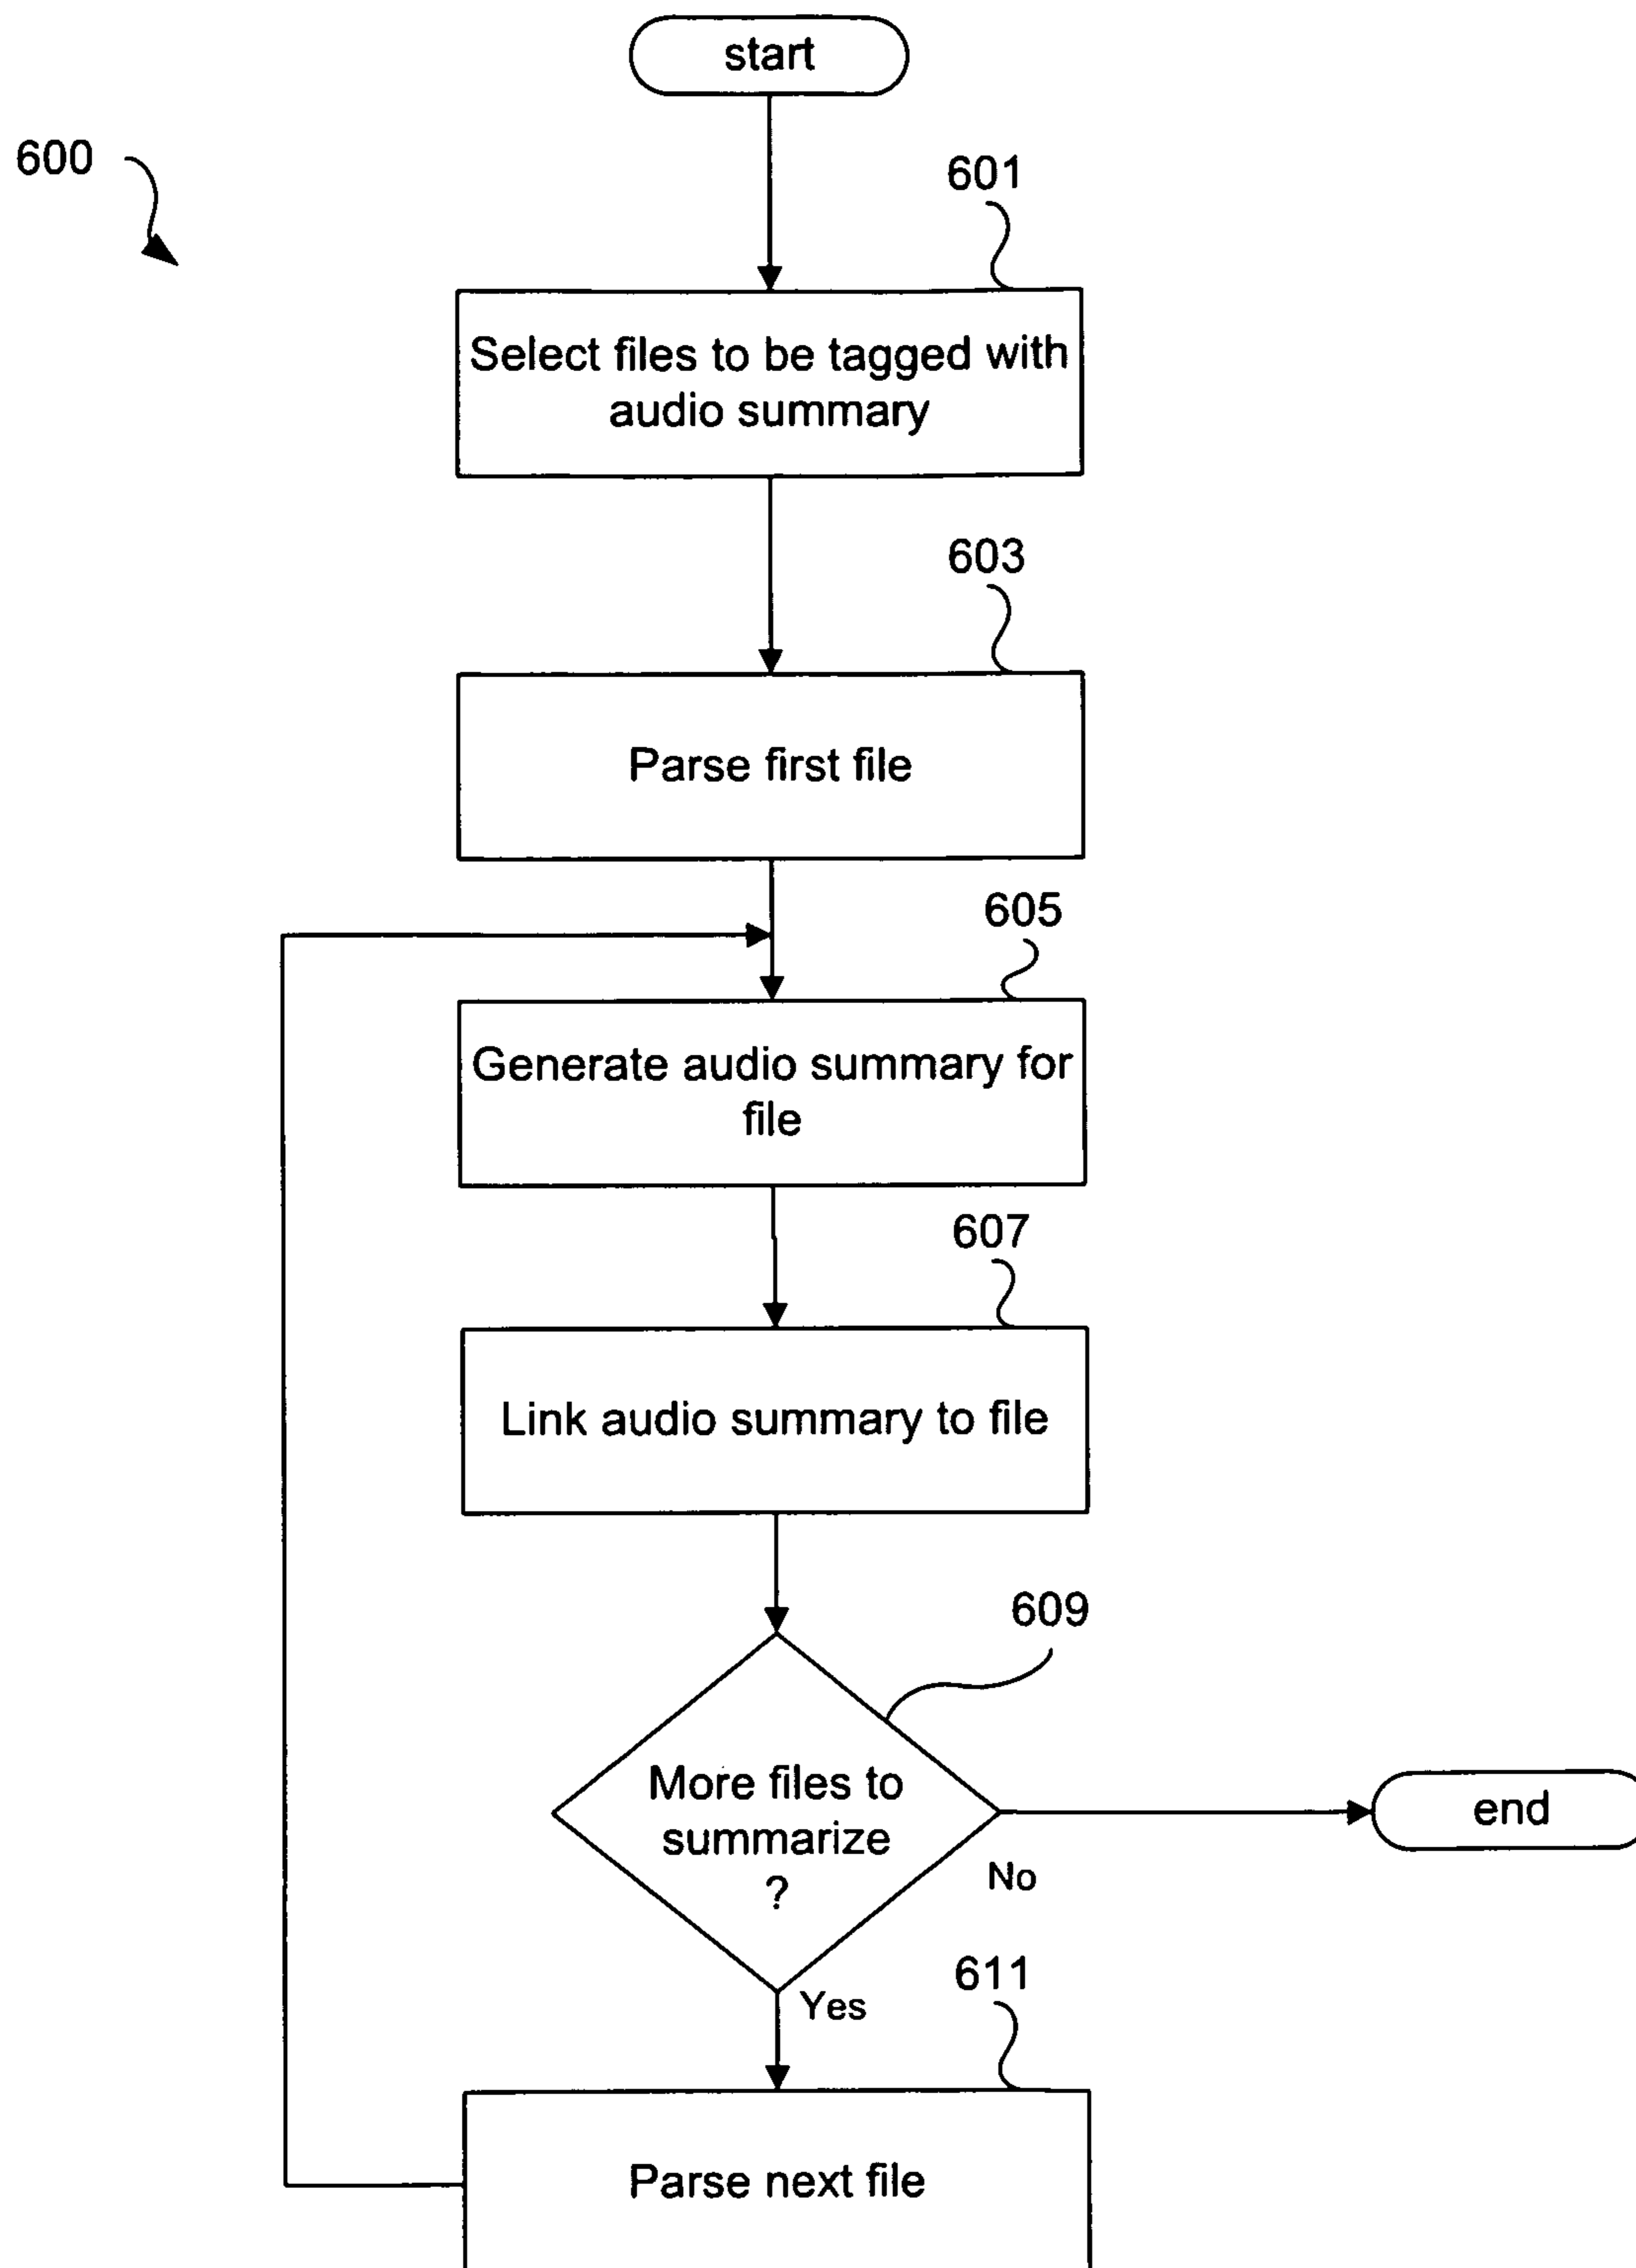 start
600
601
Select files to be tagged with
audio summary
603
Parse first file
605
Generate audio summary for
file
607
Link audio summary to file
609
More files to
summarize
?
end
No
611
Yes
Parse next file